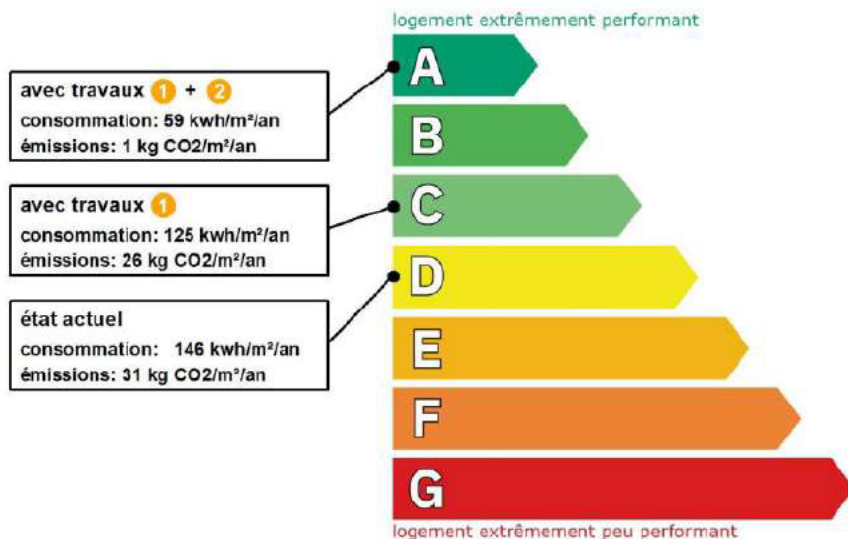 logement extrêmement performant
A
avec travaux 1 + 2
consommation: 59 kwh/m²/an
émissions: 1 kg CO2/m²/an
B
avec travaux 1
consommation: 125 kwh/m²/an
émissions: 26 kg CO2/m²/an
C
D
état actuel
consommation: 146 kwh/m²/an
émissions: 31 kg CO2/m²/an
E
F
G
logement extrêmement peu performant